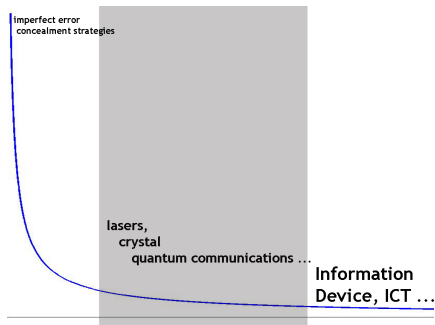 imperfect error
concealment strategies
lasers,
crystal
quantum communications ...
Information
Device, ICT ...